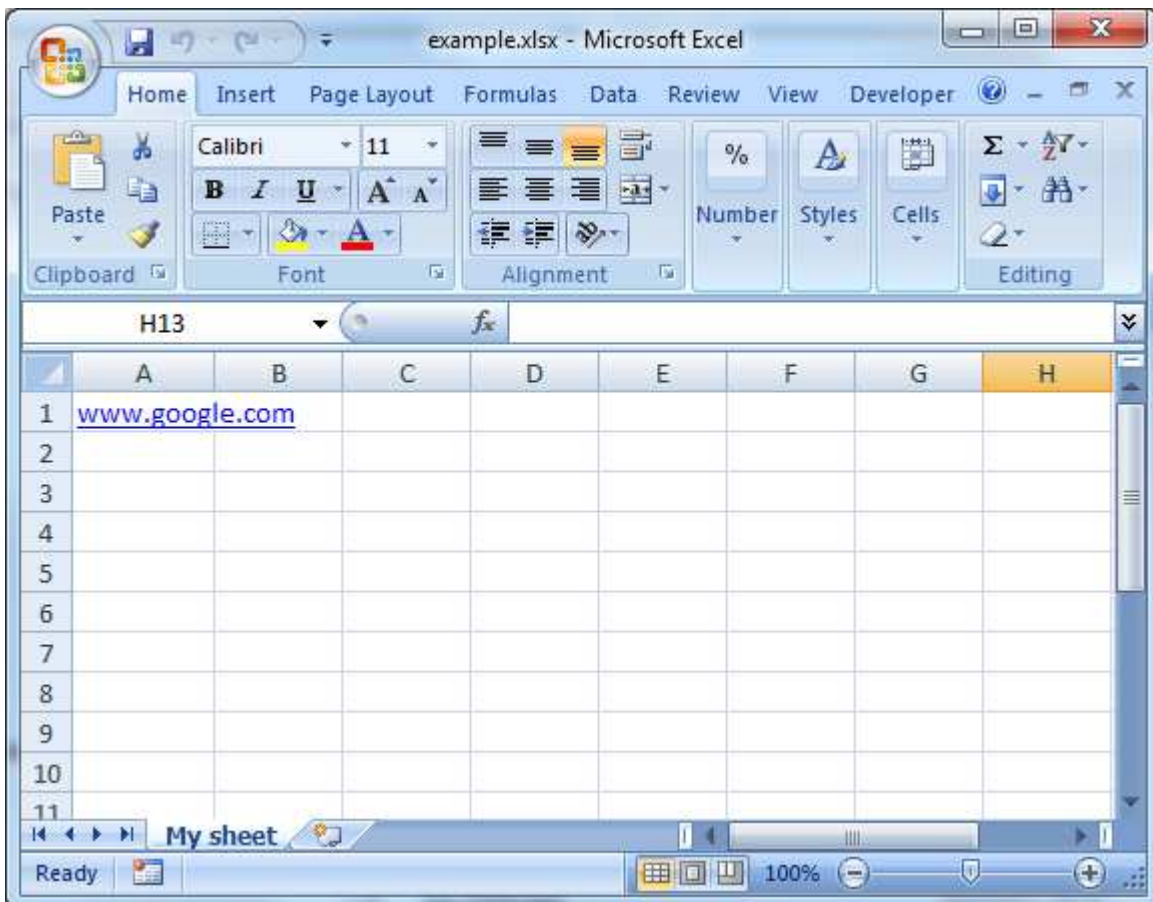 example.xlsx - Microsoft Excel
Home Insert Page Layout Formulas Data Review View Developer
Paste
Calibri 11
B I U A A
A
% Number
A Styles
Cells
Σ A Z
Clipboard Font Alignment Editing
H13 fx
A B C D E F G H
1 www.google.com
2
3
4
5
6
7
8
9
10
11
My sheet
Ready 100%